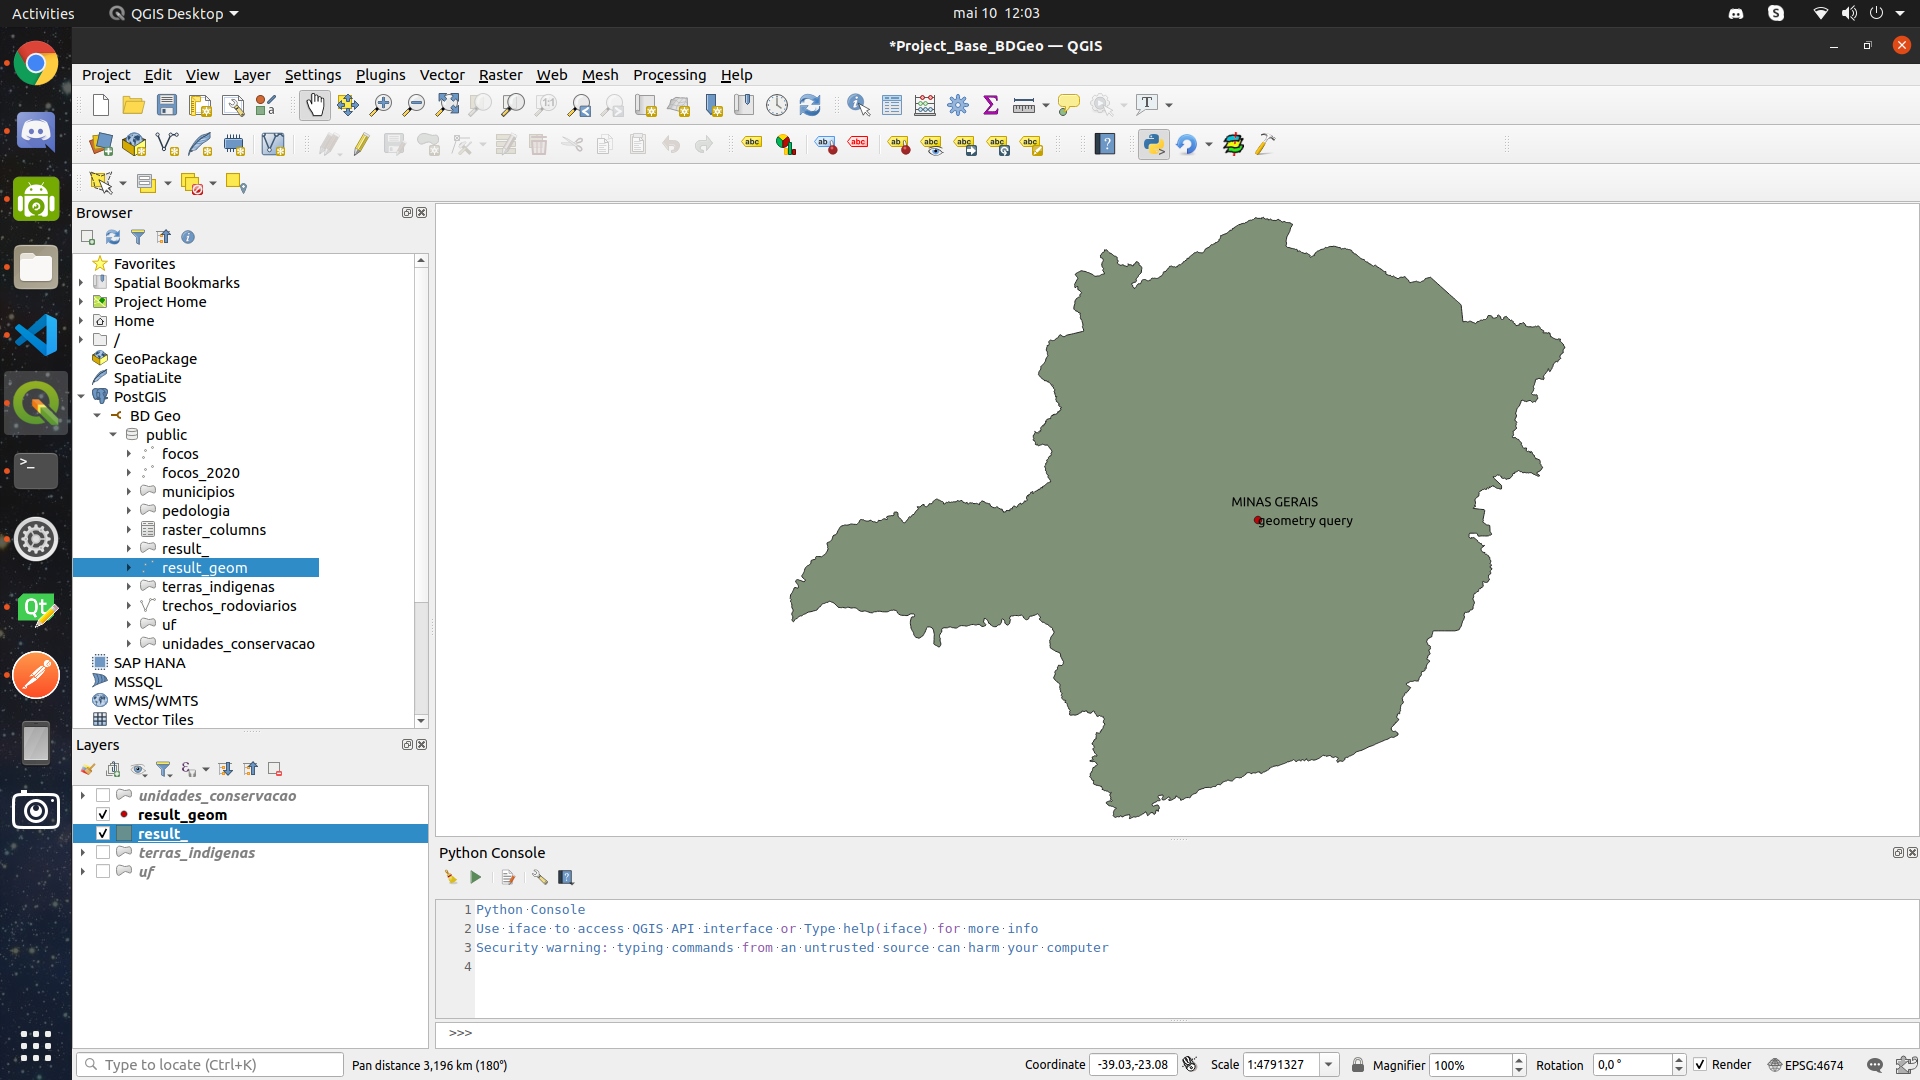 Activities
QGIS Desktop
mai 10 12:03
*Project_Base_BDGeo — QGIS
Project Edit View Layer Settings Plugins Vector Raster Web Mesh Processing Help
Browser
Favorites
Spatial Bookmarks
Project Home
Home
/
GeoPackage
SpatiaLite
PostGIS
BD Geo
public
focos
focos_2020
municipios
pedologia
raster_columns
result_
result_geom
terras_indigenas
trechos_rodoviarios
uf
unidades_conservacao
SAP HANA
MSSQL
WMS/WMTS
Vector Tiles
Layers
unidades_conservacao
result_geom
result_
terras_indigenas
uf
MINAS GERAIS
geometry query
Python Console
1 Python Console
2 Use iface to access QGIS API interface or Type help(iface) for more info
3 Security warning: typing commands from an untrusted source can harm your computer
4
>>>
Type to locate (Ctrl+K)
Pan distance 3,196 km (180°)
Coordinate -39.03,-23.08
Scale 1:4791327
Magnifier 100%
Rotation 0,0 °
Render
EPSG:4674